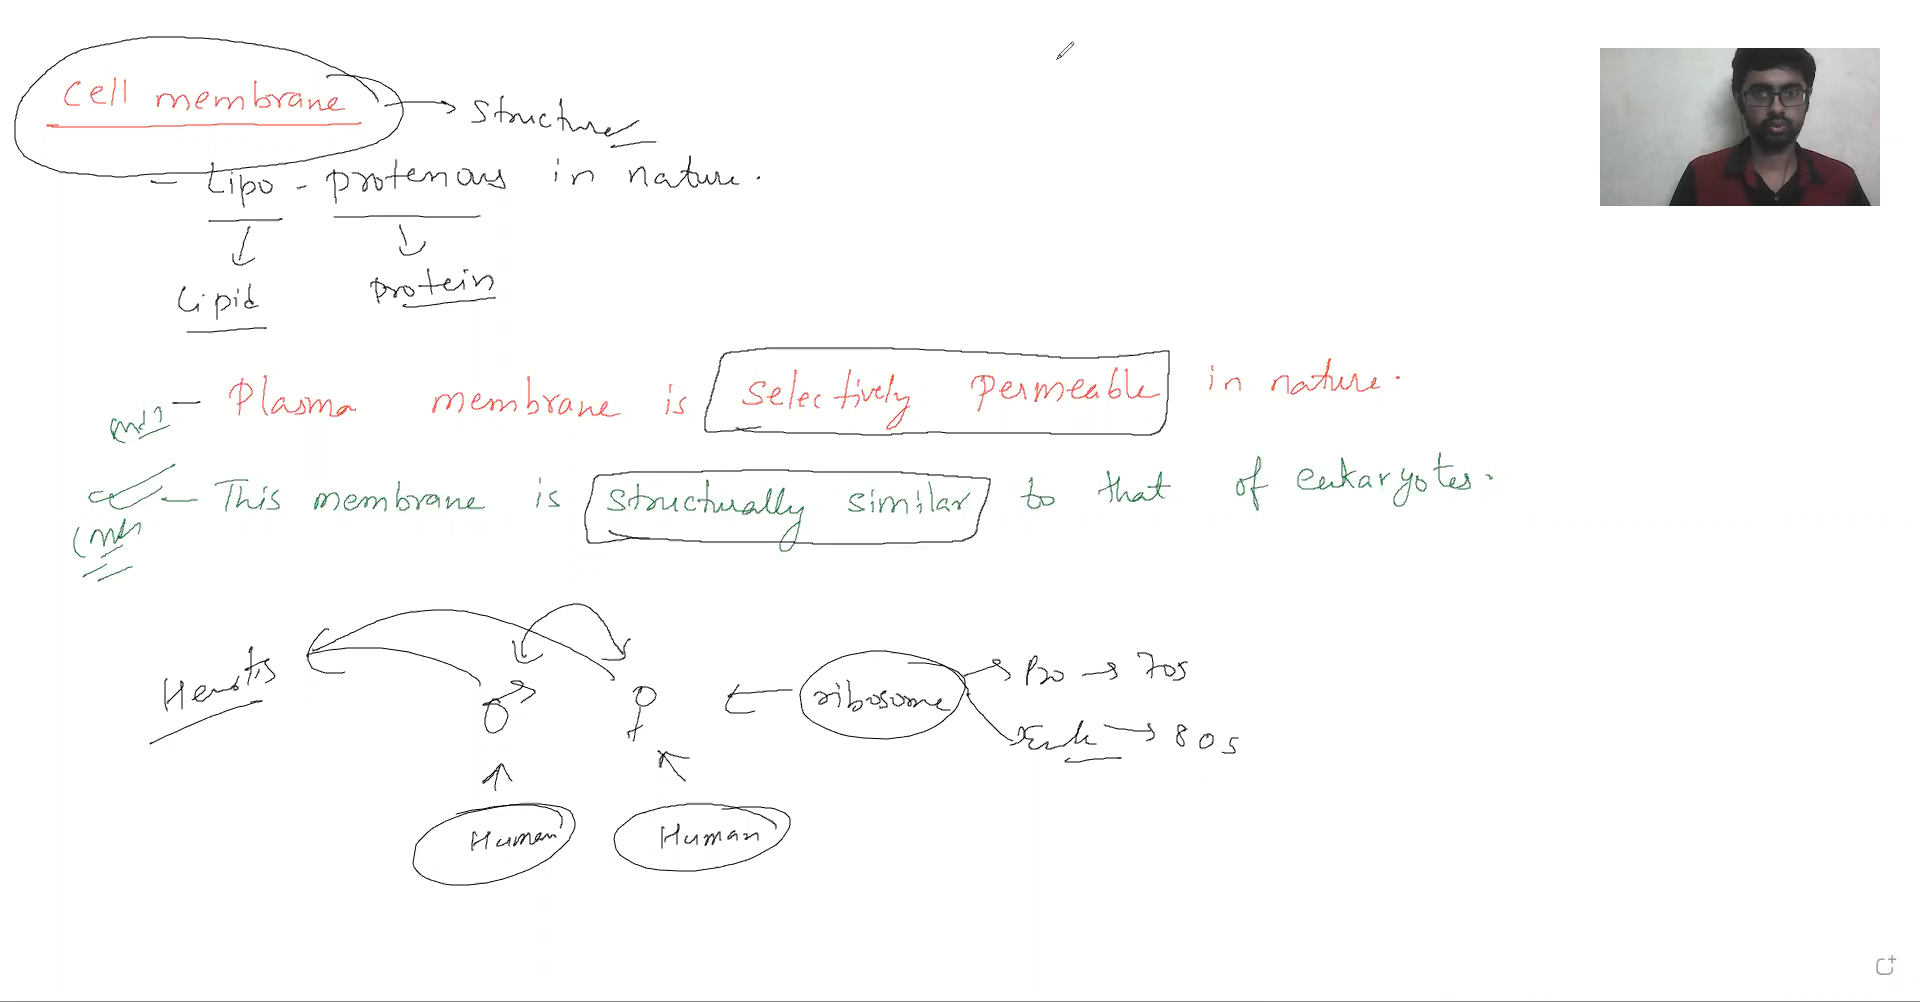 Cell membrane → Structure
- Lipo - protenous in nature.
Lipid protein
- Plasma membrane is selectively permeable in nature.
- This membrane is structurally similar to that of eukaryotes.
ribosome
Pro → 70s
Euk → 80s
Human Human